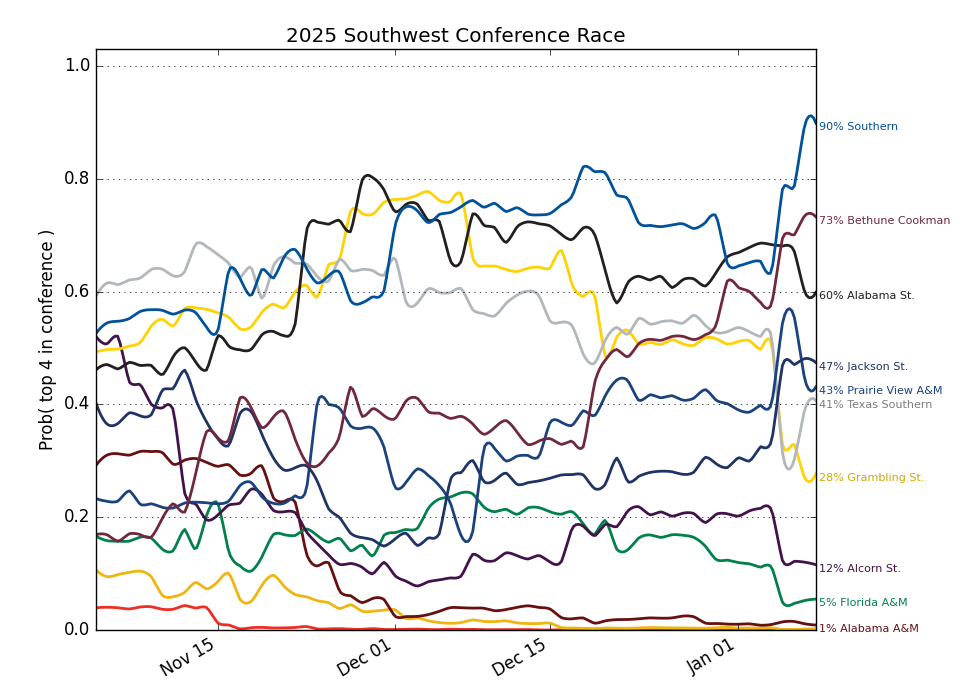 2025 Southwest Conference Race
Prob( top 4 in conference )
1.0
0.8
0.6
0.4
0.2
0.0
Nov 15
Dec 01
Dec 15
Jan 01
90% Southern
73% Bethune Cookman
60% Alabama St.
47% Jackson St.
43% Prairie View A&M
41% Texas Southern
28% Grambling St.
12% Alcorn St.
5% Florida A&M
1% Alabama A&M